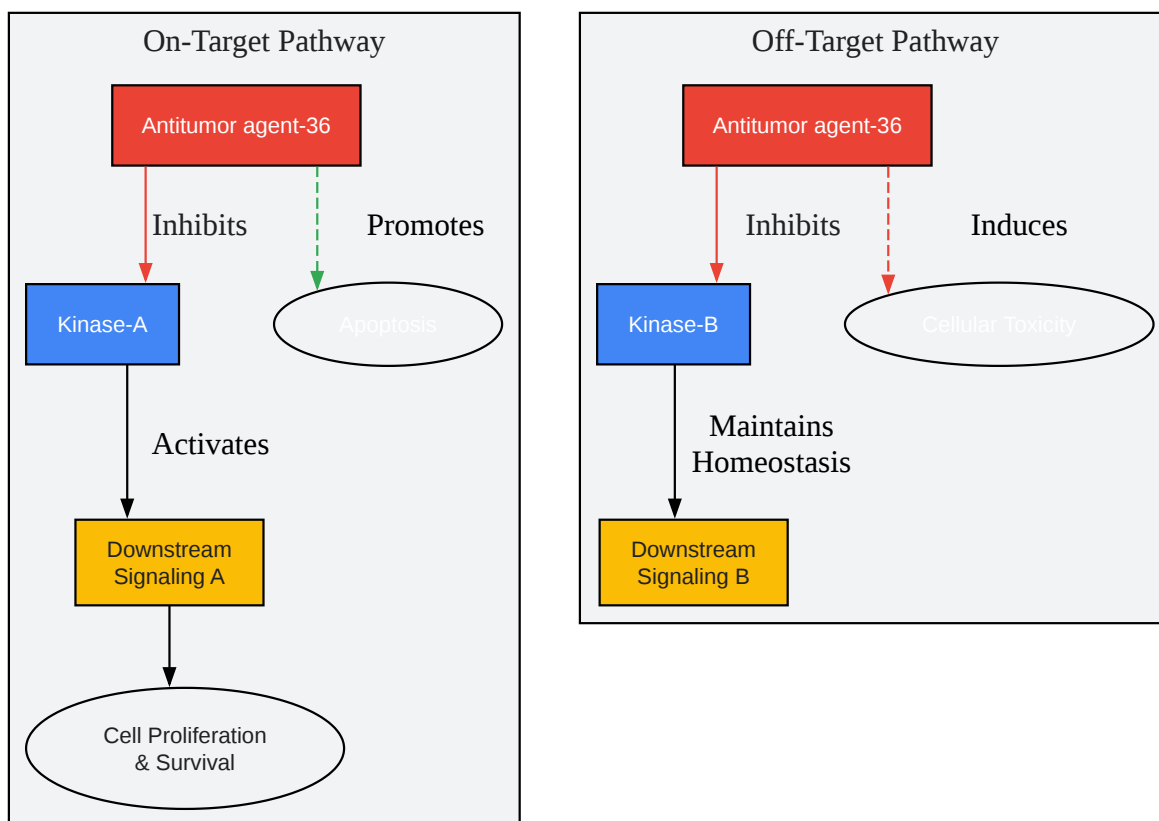 On-Target Pathway
Antitumor agent-36
Inhibits
Promotes
Kinase-A
Apoptosis
Activates
Downstream
Signaling A
Cell Proliferation
& Survival
Off-Target Pathway
Antitumor agent-36
Inhibits
Induces
Kinase-B
Cellular Toxicity
Maintains
Homeostasis
Downstream
Signaling B